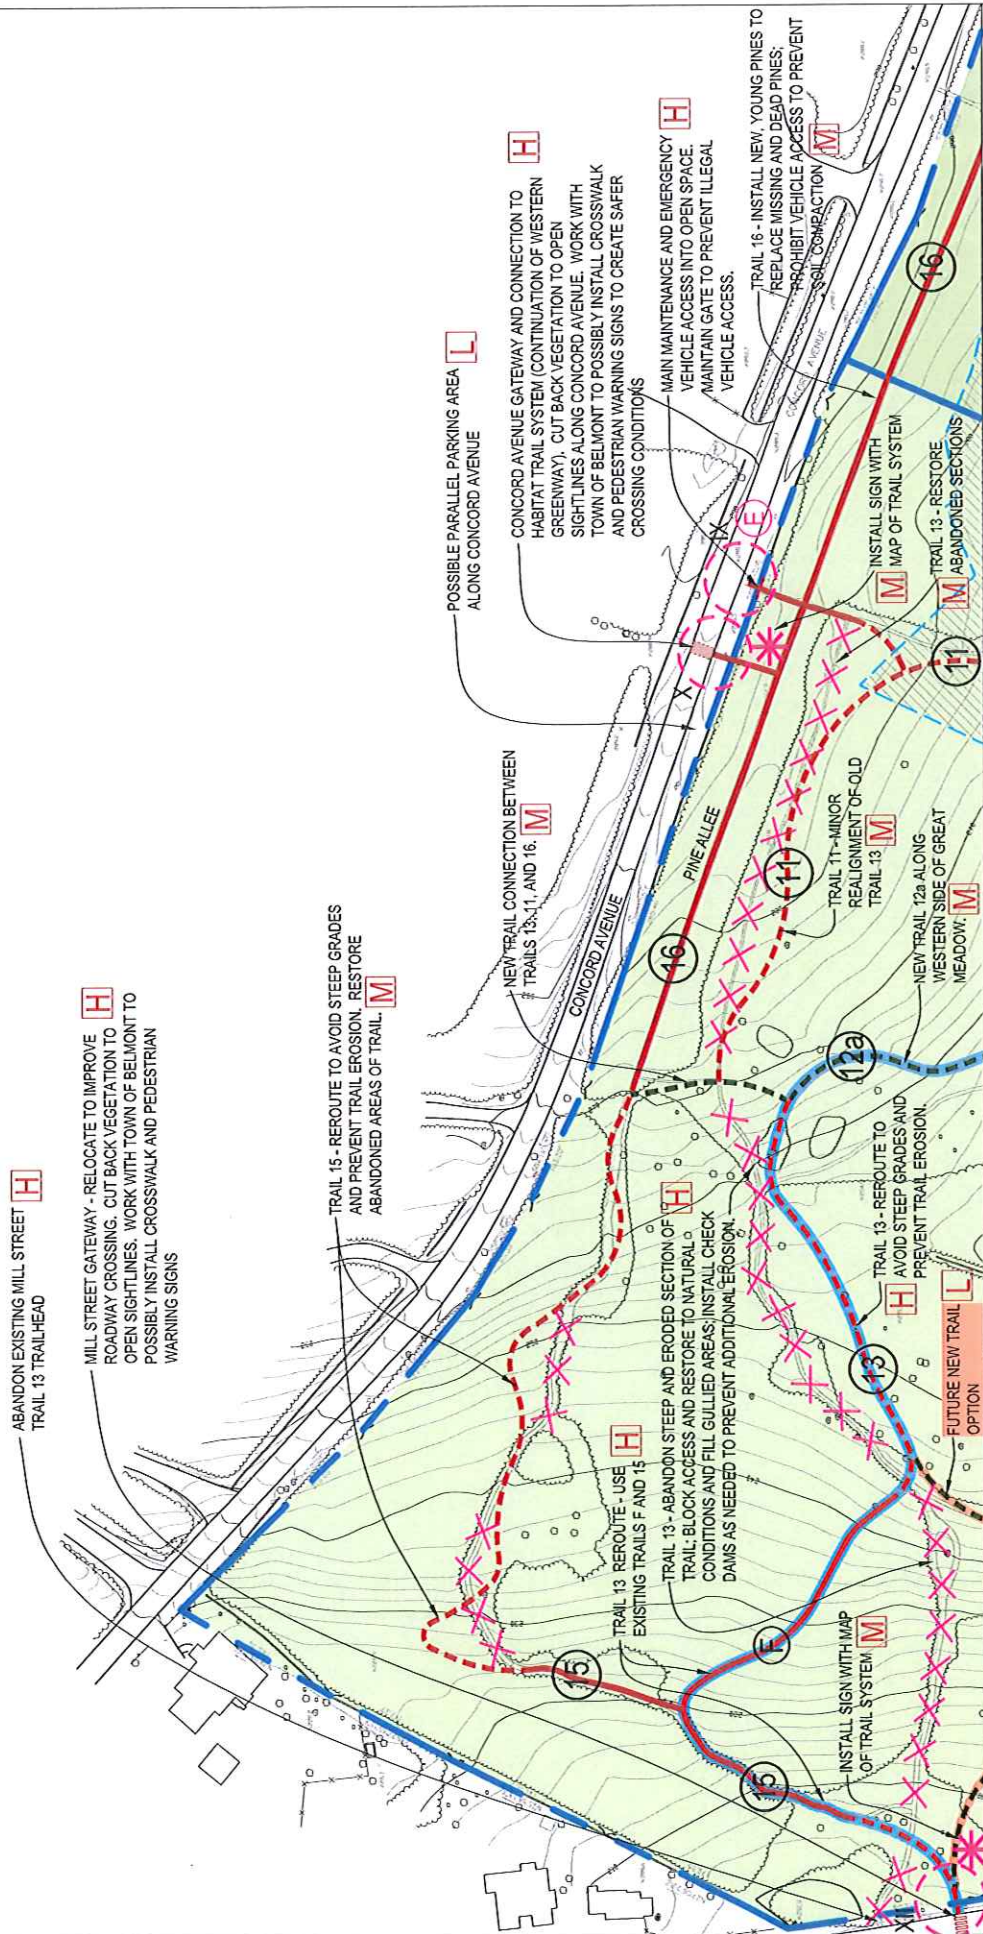 ABANDON EXISTING MILL STREET H
TRAIL 13 TRAILHEAD
MILL STREET GATEWAY - RELOCATE TO IMPROVE H
ROADWAY CROSSING. CUT BACK VEGETATION TO
OPEN SIGHTLINES. WORK WITH TOWN OF BELMONT TO
POSSIBLY INSTALL CROSSWALK AND PEDESTRIAN
WARNING SIGNS
TRAIL 15 - REROUTE TO AVOID STEEP GRADES
AND PREVENT TRAIL EROSION. RESTORE
ABANDONED AREAS OF TRAIL. M
NEW TRAIL CONNECTION BETWEEN
TRAILS 13, 11, AND 16. M
POSSIBLE PARALLEL PARKING AREA L
ALONG CONCORD AVENUE
CONCORD AVENUE GATEWAY AND CONNECTION TO H
HABITAT TRAIL SYSTEM (CONTINUATION OF WESTERN
GREENWAY). CUT BACK VEGETATION TO OPEN
SIGHTLINES ALONG CONCORD AVENUE. WORK WITH
TOWN OF BELMONT TO POSSIBLY INSTALL CROSSWALK
AND PEDESTRIAN WARNING SIGNS TO CREATE SAFER
CROSSING CONDITIONS
MAIN MAINTENANCE AND EMERGENCY H
VEHICLE ACCESS INTO OPEN SPACE.
MAINTAIN GATE TO PREVENT ILLEGAL
VEHICLE ACCESS.
TRAIL 16 - INSTALL NEW, YOUNG PINES TO
REPLACE MISSING AND DEAD PINES;
PROHIBIT VEHICLE ACCESS TO PREVENT
SOIL COMPACTION M
CONCORD AVENUE
CONCORD AVENUE
X
IX
E
PINE ALLEE
16
16
INSTALL SIGN WITH
MAP OF TRAIL SYSTEM
M
TRAIL 13 - RESTORE
ABANDONED SECTIONS
M
11
11
TRAIL 11 - MINOR
REALIGNMENT OF OLD
TRAIL 13 M
NEW TRAIL 12a ALONG
WESTERN SIDE OF GREAT
MEADOW. M
12a
TRAIL 13 - REROUTE TO
AVOID STEEP GRADES AND
PREVENT TRAIL EROSION.
H
13
FUTURE NEW TRAIL L
OPTION
TRAIL 13 REROUTE - USE H
EXISTING TRAILS F AND 15
TRAIL 13 - ABANDON STEEP AND ERODED SECTION OF H
TRAIL; BLOCK ACCESS AND RESTORE TO NATURAL
CONDITIONS AND FILL GULLIED AREAS; INSTALL CHECK
DAMS AS NEEDED TO PREVENT ADDITIONAL EROSION.
15
F
15
INSTALL SIGN WITH MAP
OF TRAIL SYSTEM M